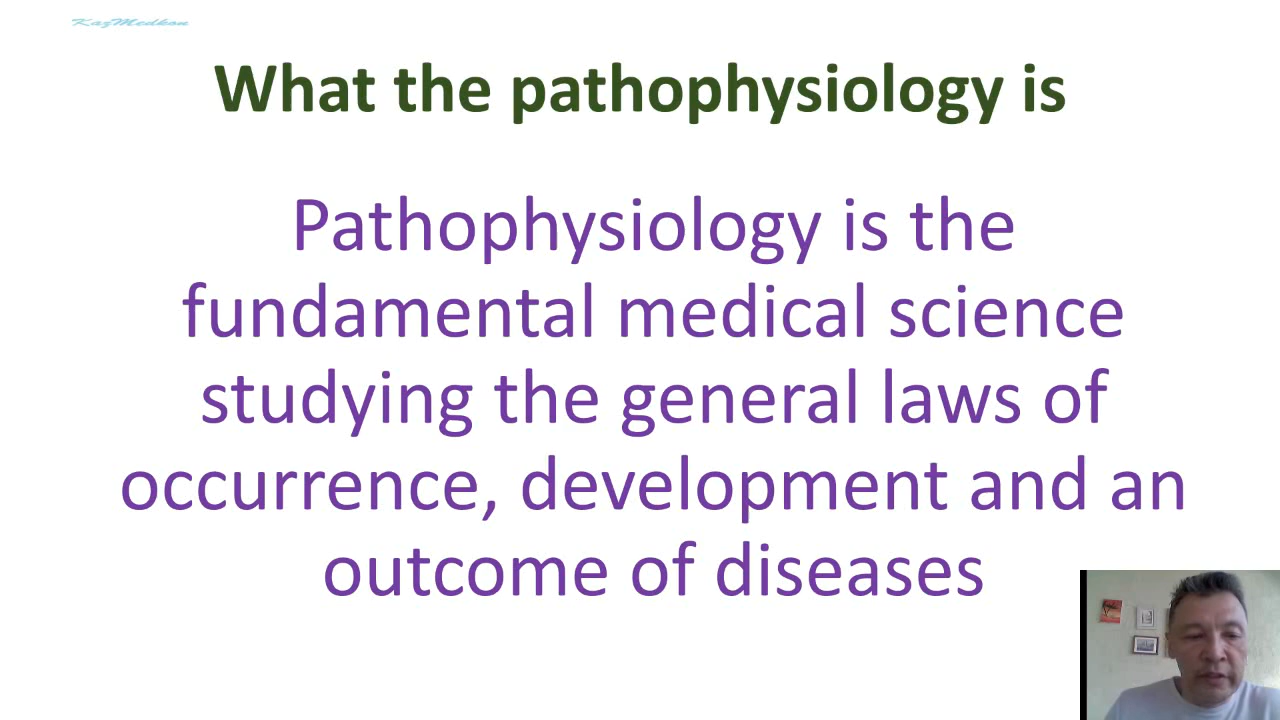 KazMedkon
What the pathophysiology is
Pathophysiology is the
fundamental medical science
studying the general laws of
occurrence, development and an
outcome of diseases